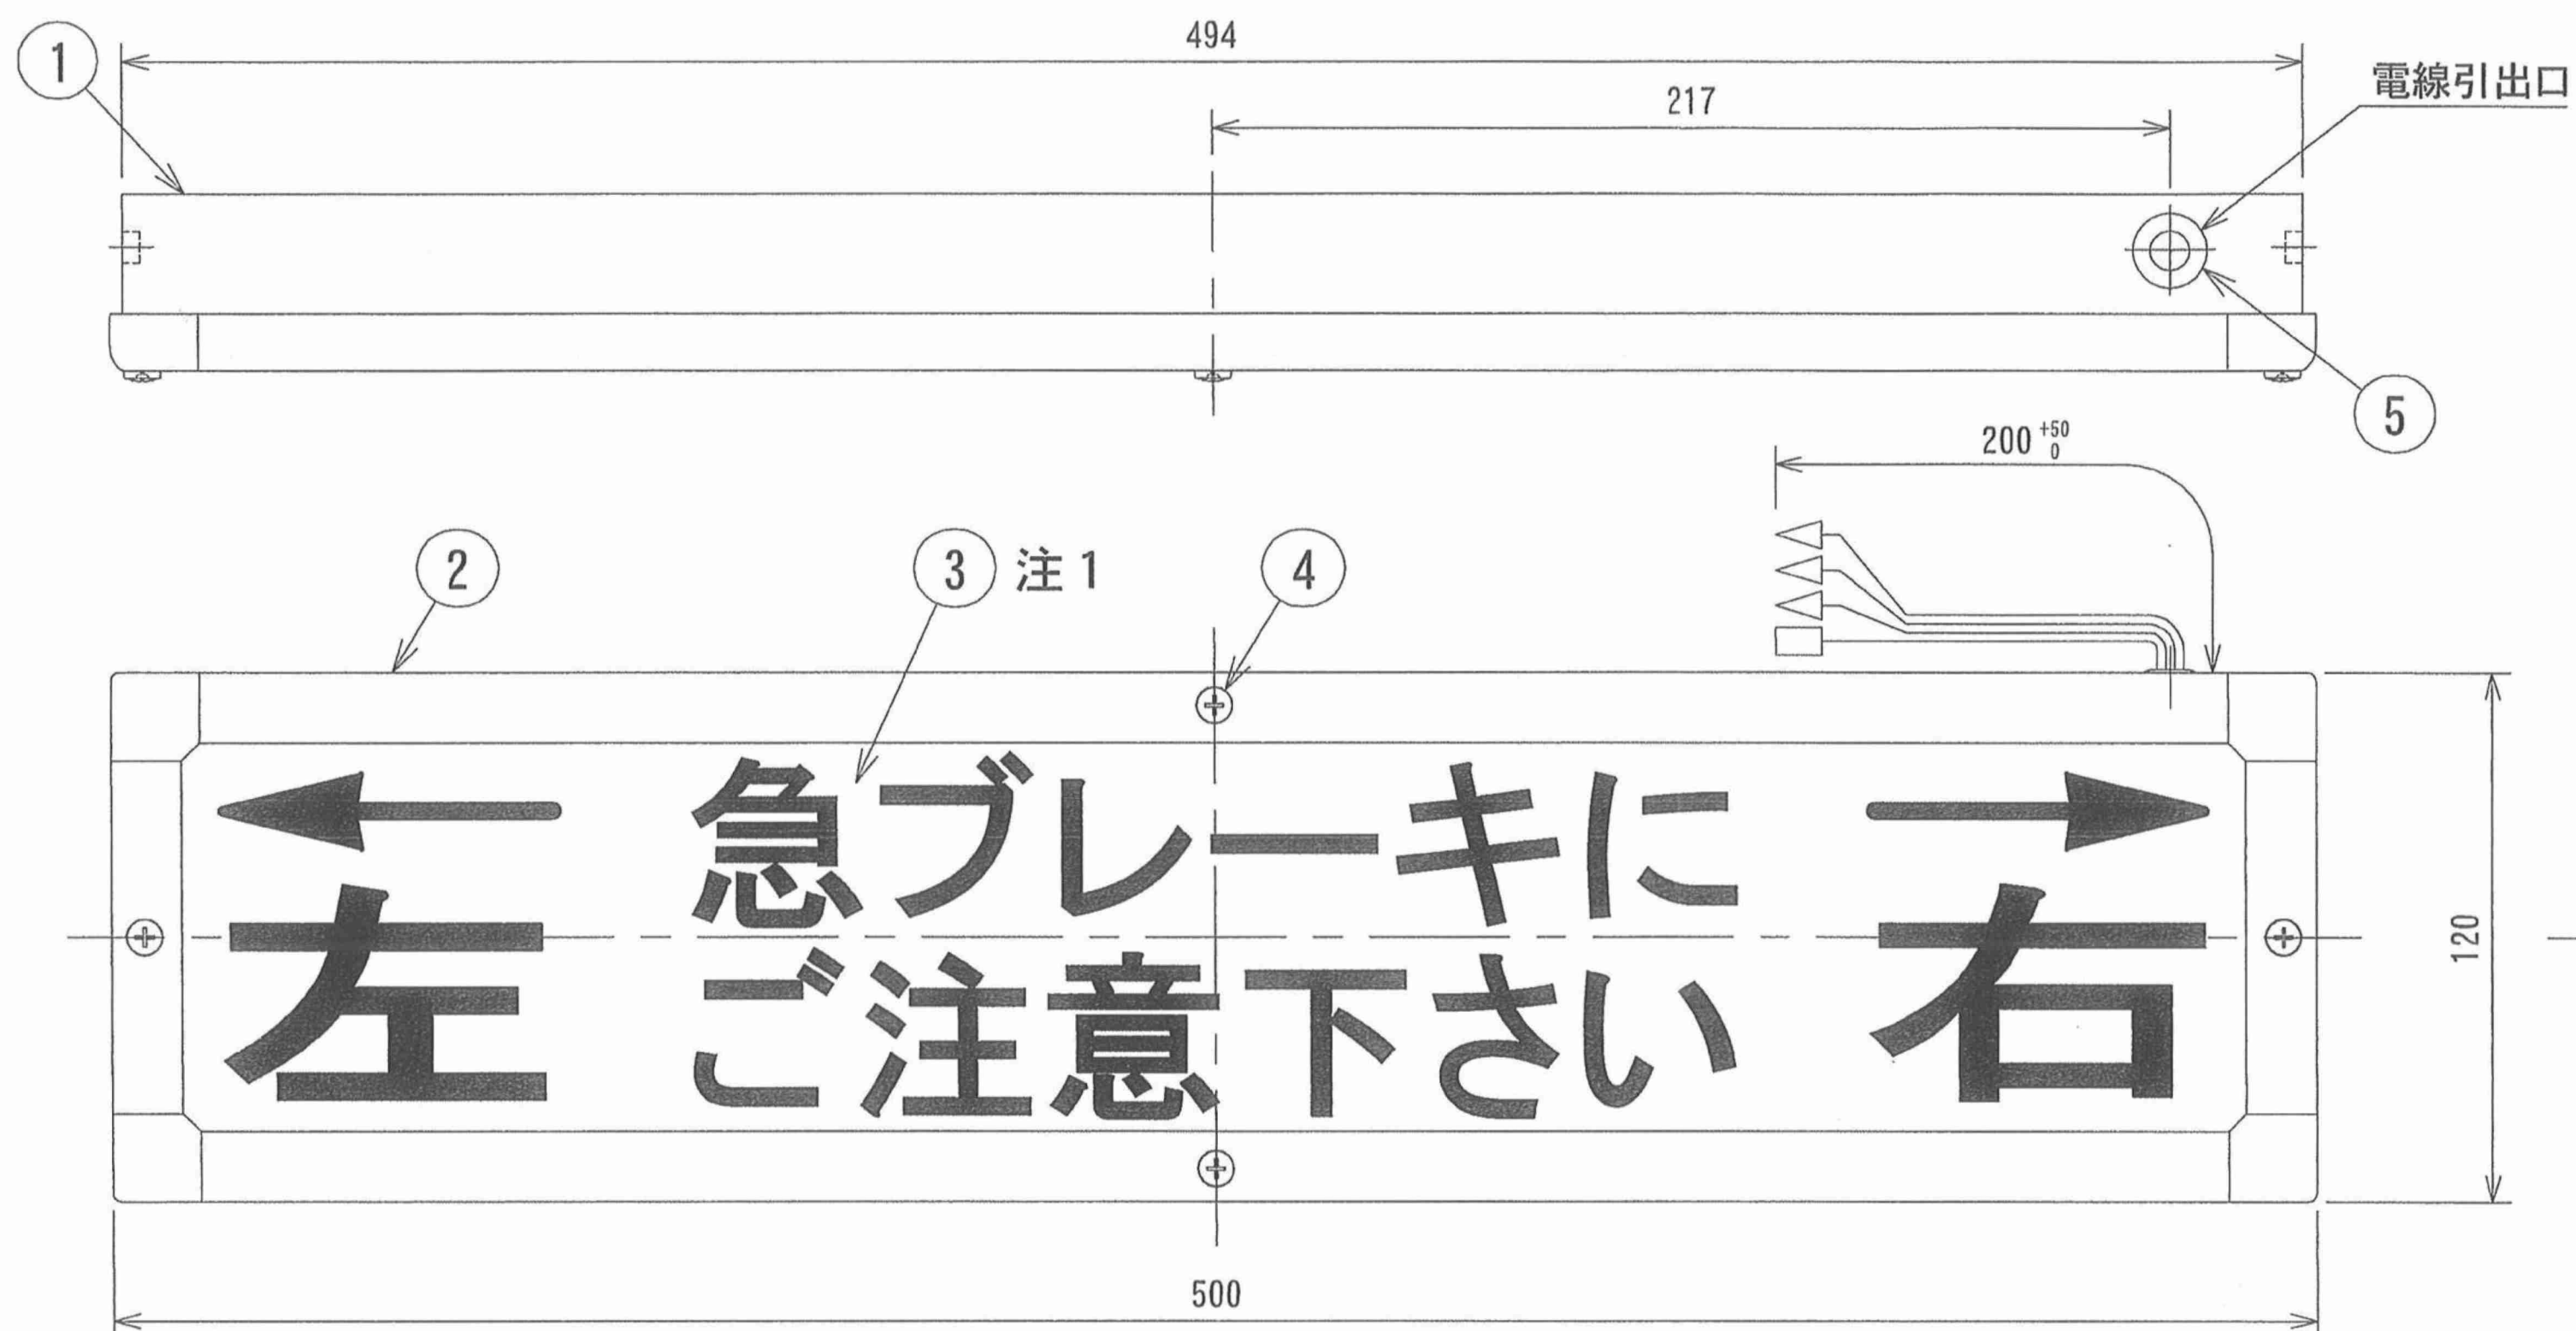 494
① 217 電線引出口
⑤
200 +50 0
② ③ 注1 ④
急ブレーキに
ご注意下さい
左
右
120
500